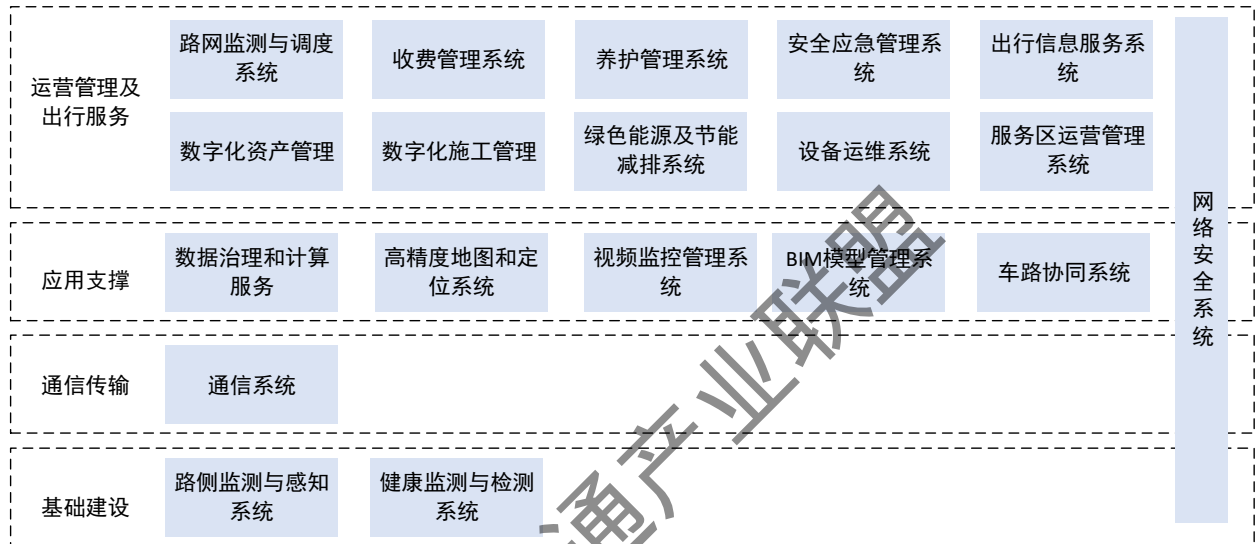 运营管理及
出行服务
路网监测与调度
系统
收费管理系统
养护管理系统
安全应急管理系
统
出行信息服务系
统
数字化资产管理
数字化施工管理
绿色能源及节能
减排系统
设备运维系统
服务区运营管理
系统
应用支撑
数据治理和计算
服务
高精度地图和定
位系统
视频监控管理系
统
BIM模型管理系
统
车路协同系统
通信传输
通信系统
基础建设
路侧监测与感知
系统
健康监测与检测
系统
网络安全系统
通产业联盟